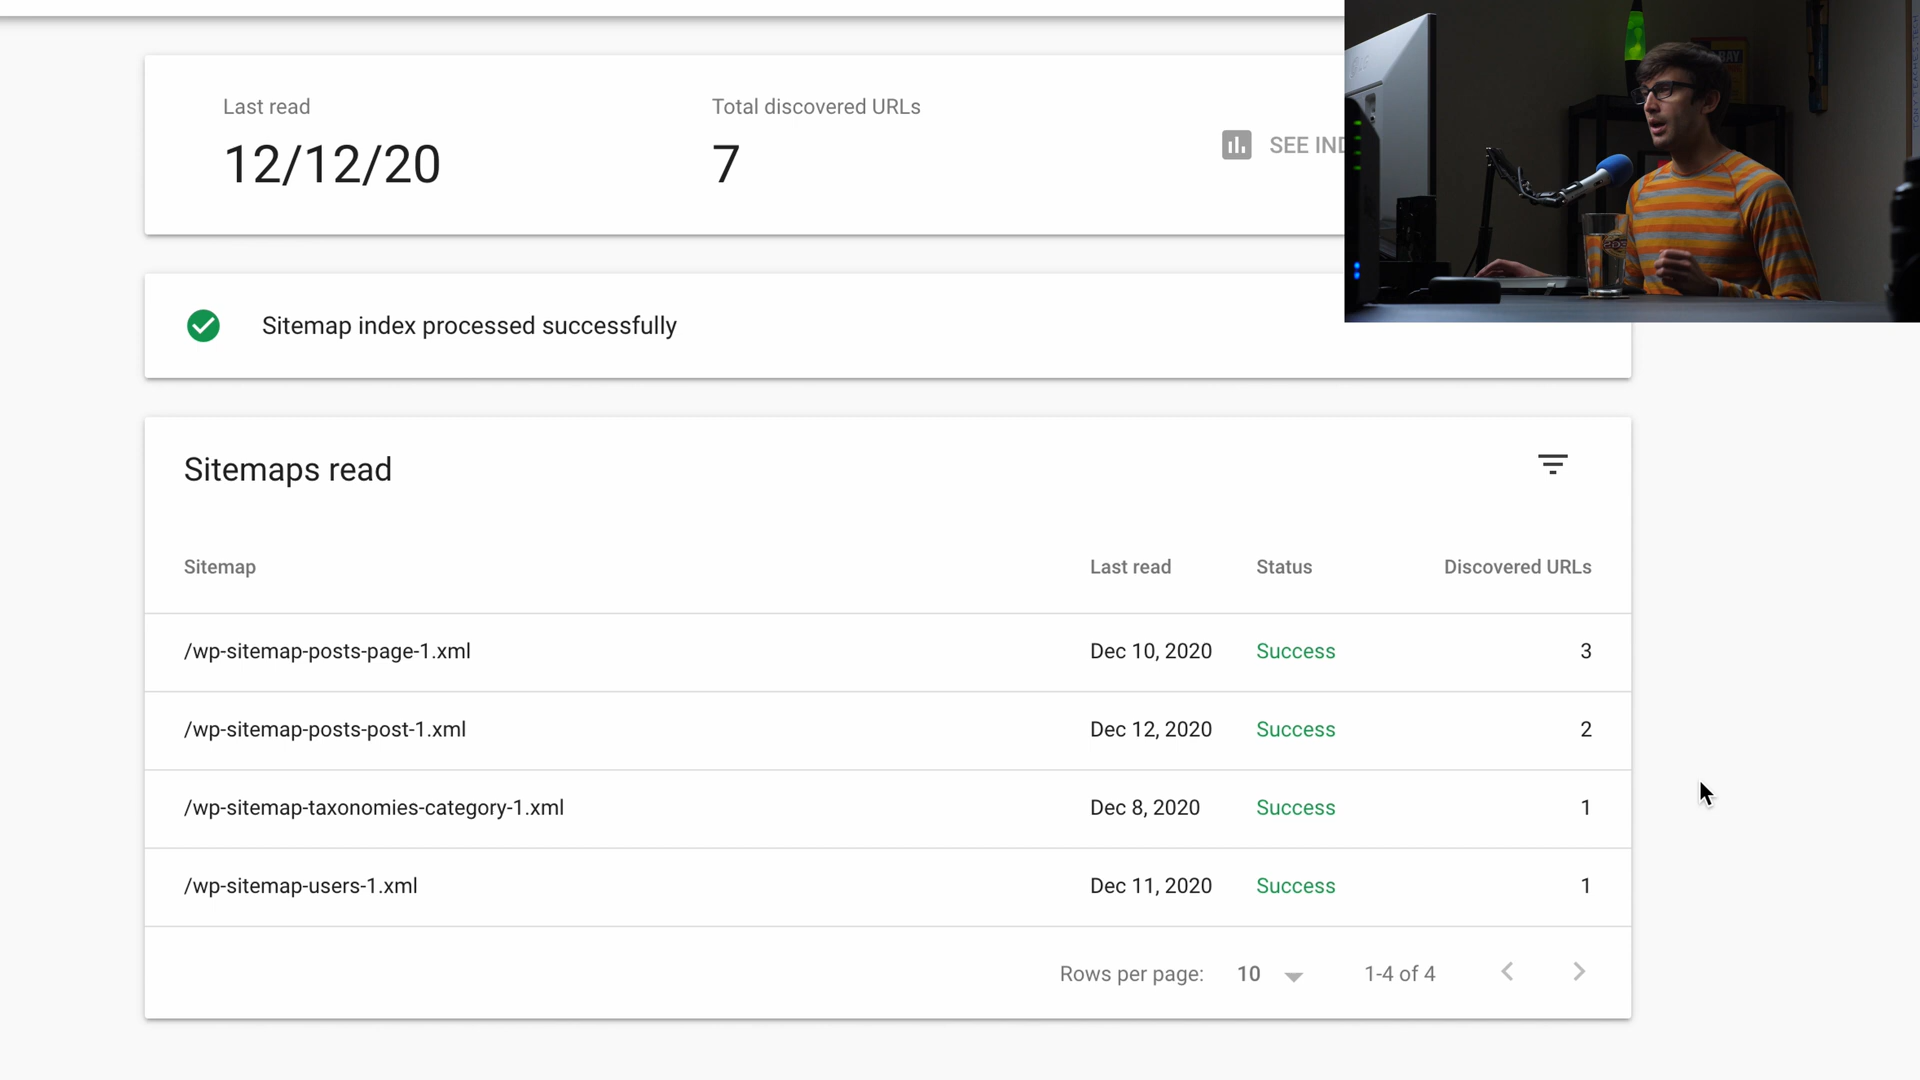 Last read
Total discovered URLs
12/12/20
7
SEE IND
Sitemap index processed successfully
Sitemaps read
Sitemap Last read Status Discovered URLs
/wp-sitemap-posts-page-1.xml Dec 10, 2020 Success 3
/wp-sitemap-posts-post-1.xml Dec 12, 2020 Success 2
/wp-sitemap-taxonomies-category-1.xml Dec 8, 2020 Success 1
/wp-sitemap-users-1.xml Dec 11, 2020 Success 1
Rows per page: 10 1-4 of 4